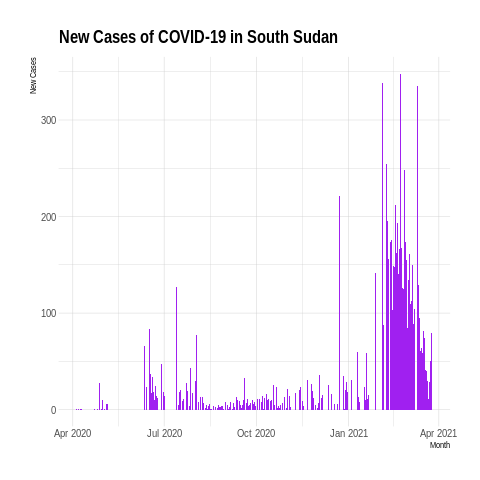 New Cases of COVID-19 in South Sudan
New Cases
300
200
100
0
Apr 2020 Jul 2020 Oct 2020 Jan 2021 Apr 2021
Month